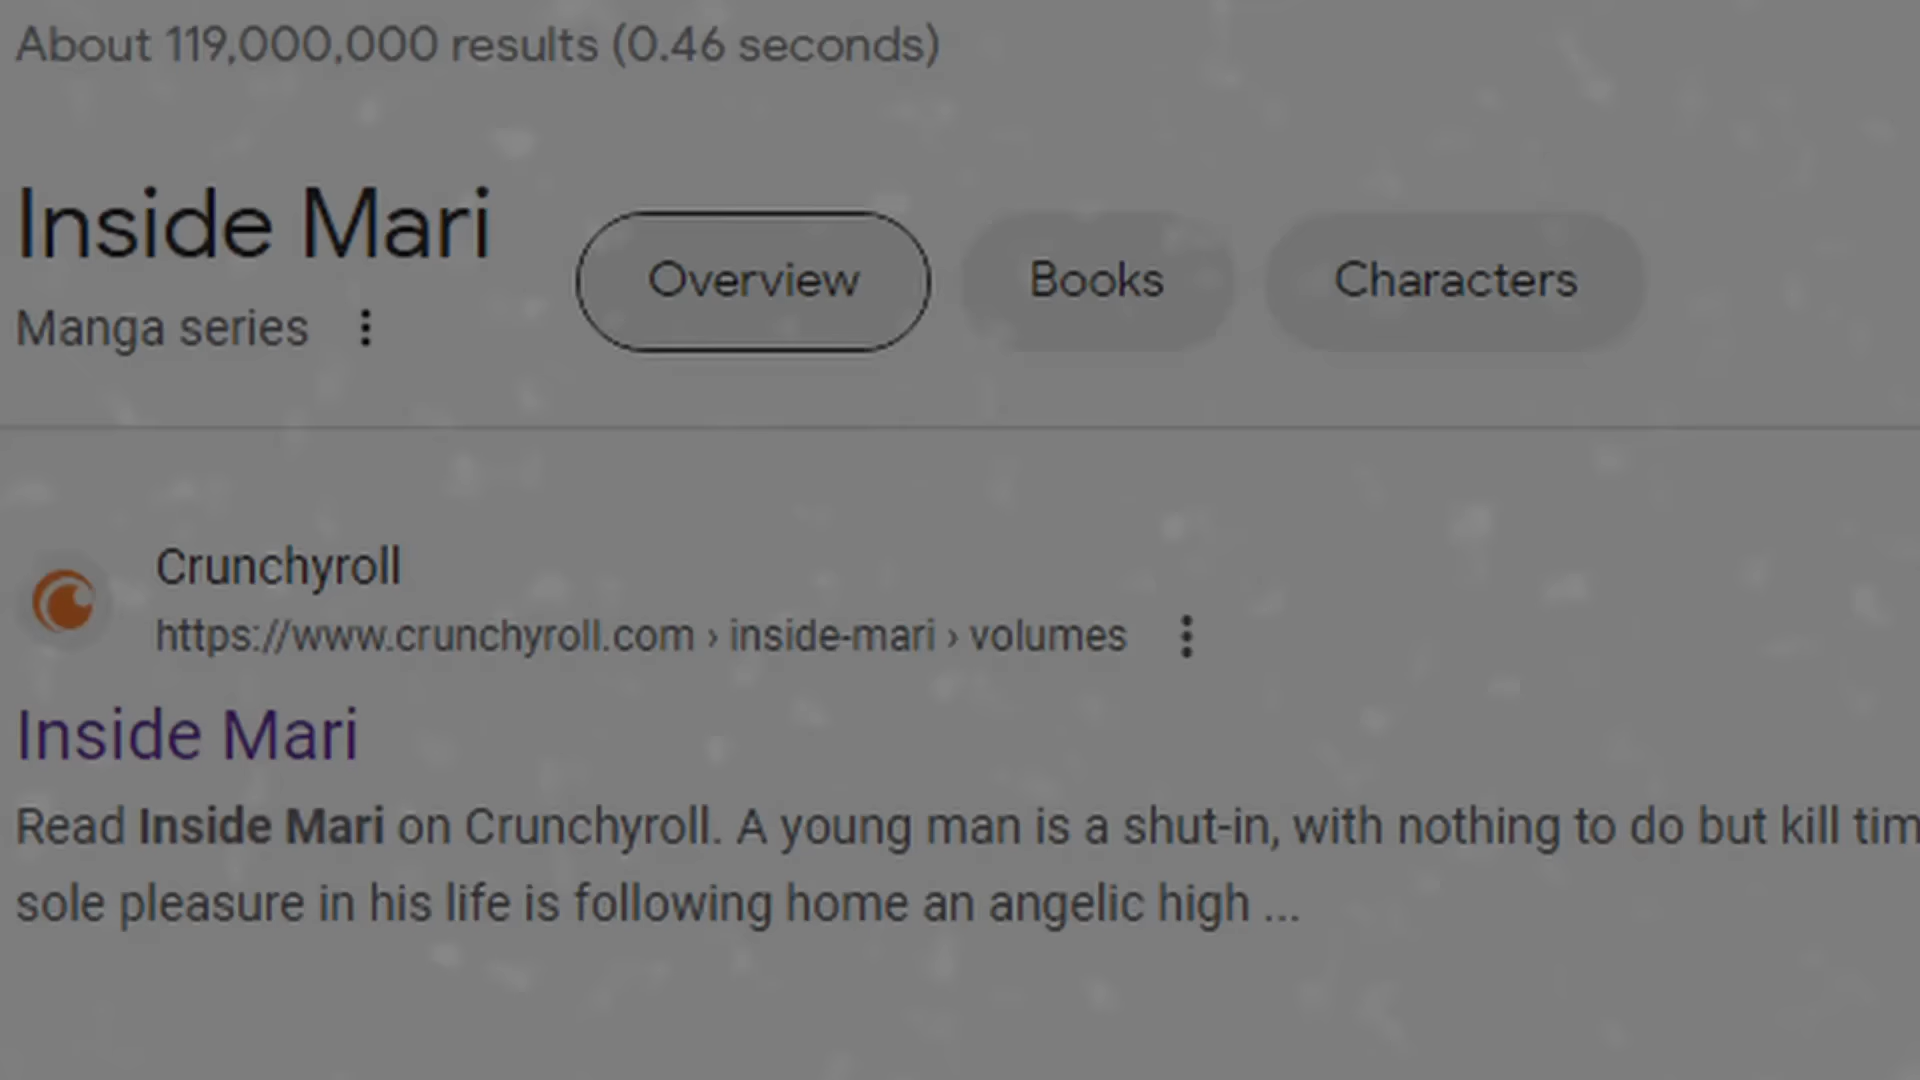 About 119,000,000 results (0.46 seconds)
Inside Mari
Manga series
Overview
Books
Characters
Crunchyroll
https://www.crunchyroll.com › inside-mari › volumes
Inside Mari
Read Inside Mari on Crunchyroll. A young man is a shut-in, with nothing to do but kill tim
sole pleasure in his life is following home an angelic high ...